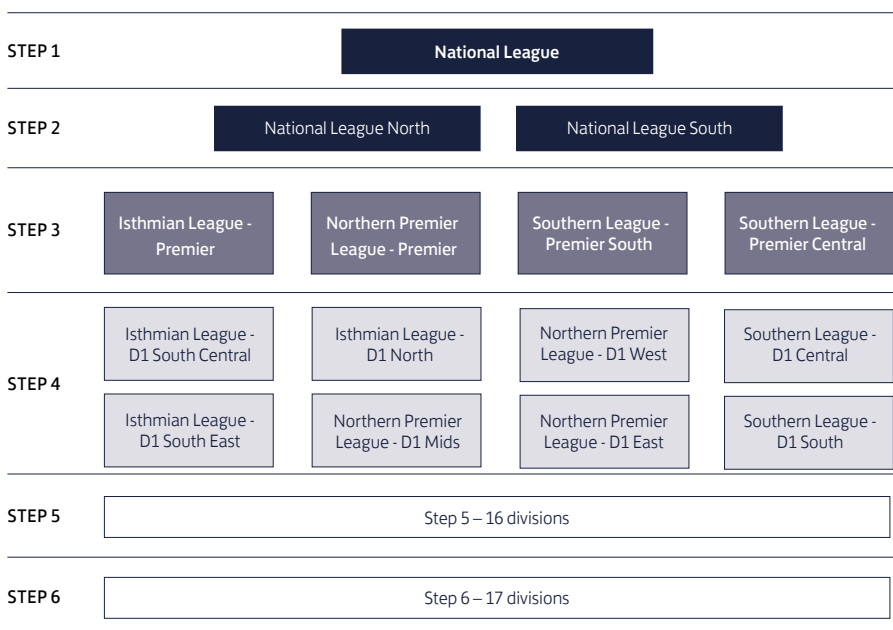 STEP 1
National League
STEP 2
National League North
National League South
STEP 3
Isthmian League -
Premier
Northern Premier
League - Premier
Southern League -
Premier South
Southern League -
Premier Central
STEP 4
Isthmian League -
D1 South Central
Isthmian League -
D1 North
Northern Premier
League - D1 West
Southern League -
D1 Central
Isthmian League -
D1 South East
Northern Premier
League - D1 Mids
Northern Premier
League - D1 East
Southern League -
D1 South
STEP 5
Step 5 – 16 divisions
STEP 6
Step 6 – 17 divisions